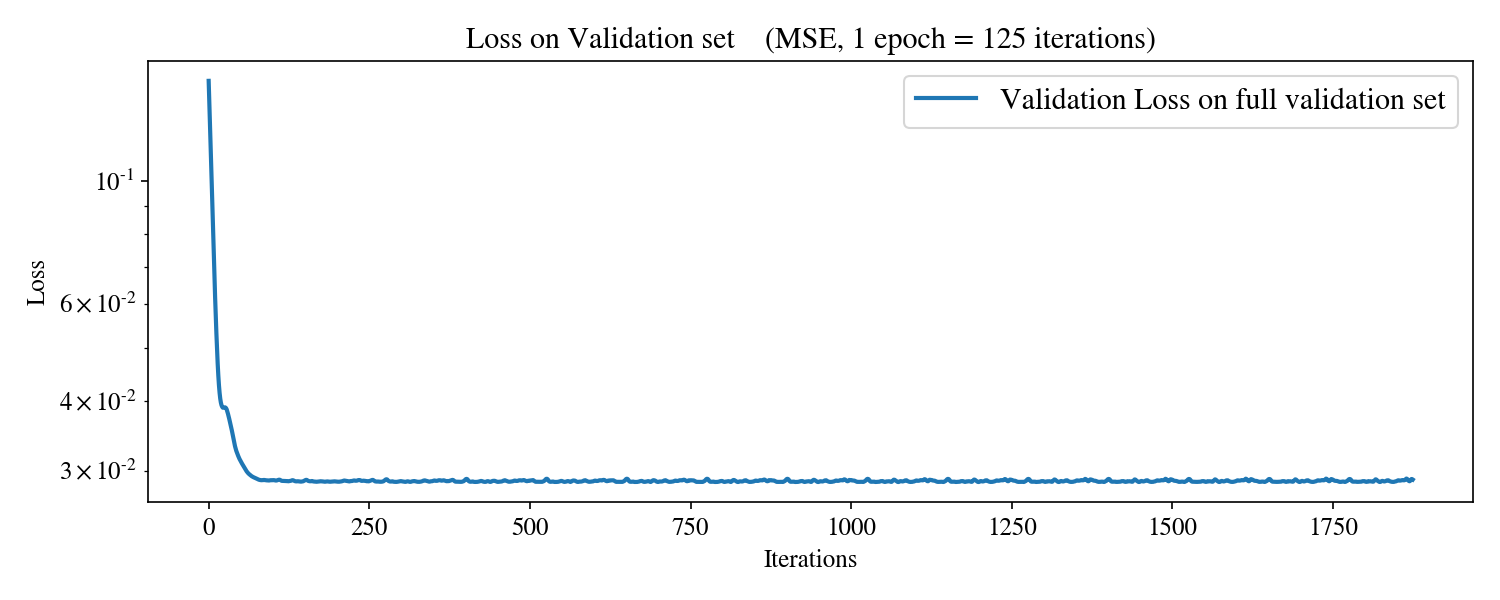 Loss on Validation set    (MSE, 1 epoch = 125 iterations)
Validation Loss on full validation set
Loss
10⁻¹
6 × 10⁻²
4 × 10⁻²
3 × 10⁻²
0 250 500 750 1000 1250 1500 1750
Iterations